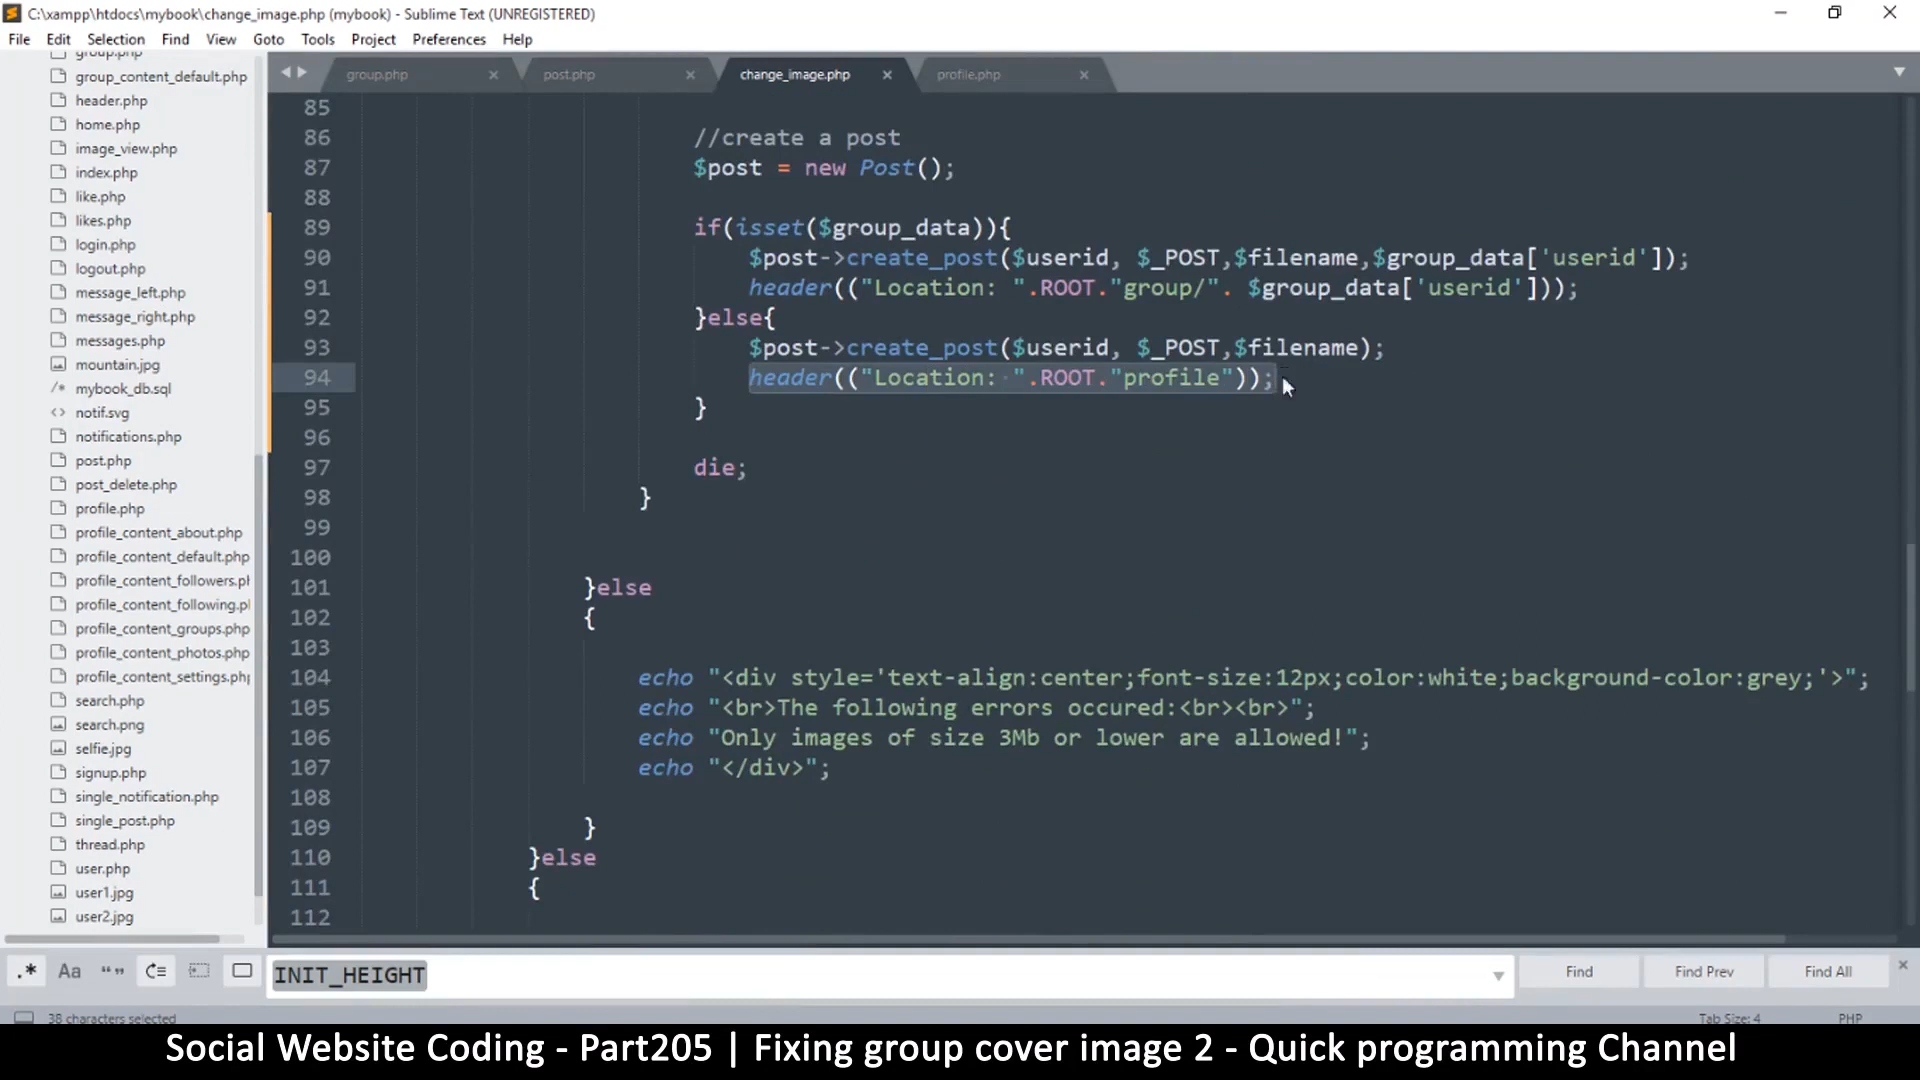 C:\xampp\htdocs\mybook\change_image.php (mybook) - Sublime Text (UNREGISTERED)
File Edit Selection Find View Goto Tools Project Preferences Help
group.php
group_content_default.php
header.php
home.php
image_view.php
index.php
like.php
likes.php
login.php
logout.php
message_left.php
message_right.php
messages.php
mountain.jpg
/* mybook_db.sql
<> notif.svg
notifications.php
post.php
post_delete.php
profile.php
profile_content_about.php
profile_content_default.php
profile_content_followers.pl
profile_content_following.p
profile_content_groups.php
profile_content_photos.php
profile_content_settings.php
search.php
search.png
selfie.jpg
signup.php
single_notification.php
single_post.php
thread.php
user.php
user1.jpg
user2.jpg
group.php post.php change_image.php profile.php
85
86 //create a post
87 $post = new Post();
88
89 if(isset($group_data)){
90 $post->create_post($userid, $_POST,$filename,$group_data['userid']);
91 header(("Location: ".ROOT."group/". $group_data['userid']));
92 }else{
93 $post->create_post($userid, $_POST,$filename);
94 header(("Location: ".ROOT."profile"));
95 }
96
97 die;
98 }
99
100
101 }else
102 {
103
104 echo "<div style='text-align:center;font-size:12px;color:white;background-color:grey;'>";
105 echo "<br>The following errors occured:<br><br>";
106 echo "Only images of size 3Mb or lower are allowed!";
107 echo "</div>";
108
109 }
110 }else
111 {
112
.* Aa “” INIT_HEIGHT Find Find Prev Find All
38 characters selected Tab Size: 4 PHP
Social Website Coding - Part205 | Fixing group cover image 2 - Quick programming Channel